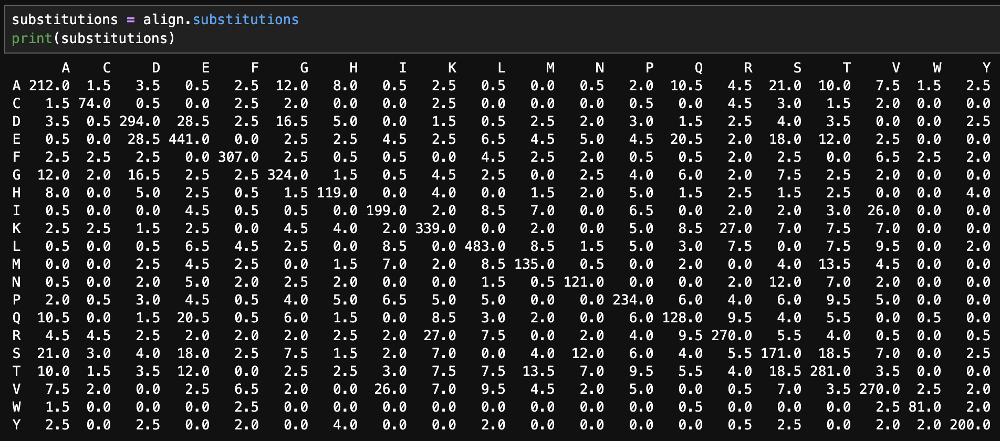 substitutions = align.substitutions
print(substitutions)
A C D E F G H I K L M N P Q R S T V W Y
A 212.0 1.5 3.5 0.5 2.5 12.0 8.0 0.5 2.5 0.5 0.0 0.5 2.0 10.5 4.5 21.0 10.0 7.5 1.5 2.5
C 1.5 74.0 0.5 0.0 2.5 2.0 0.0 0.0 2.5 0.0 0.0 0.0 0.5 0.0 4.5 3.0 1.5 2.0 0.0 0.0
D 3.5 0.5 294.0 28.5 2.5 16.5 5.0 0.0 1.5 0.5 2.5 2.0 3.0 1.5 2.5 4.0 3.5 0.0 0.0 2.5
E 0.5 0.0 28.5 441.0 0.0 2.5 2.5 4.5 2.5 6.5 4.5 5.0 4.5 20.5 2.0 18.0 12.0 2.5 0.0 0.0
F 2.5 2.5 2.5 0.0 307.0 2.5 0.5 0.5 0.0 4.5 2.5 2.0 0.5 0.5 2.0 2.5 0.0 6.5 2.5 2.0
G 12.0 2.0 16.5 2.5 2.5 324.0 1.5 0.5 4.5 2.5 0.0 2.5 4.0 6.0 2.0 7.5 2.5 2.0 0.0 0.0
H 8.0 0.0 5.0 2.5 0.5 1.5 119.0 0.0 4.0 0.0 1.5 2.0 5.0 1.5 2.5 1.5 2.5 0.0 0.0 4.0
I 0.5 0.0 0.0 4.5 0.5 0.5 0.0 199.0 2.0 8.5 7.0 0.0 6.5 0.0 2.0 2.0 3.0 26.0 0.0 0.0
K 2.5 2.5 1.5 2.5 0.0 4.5 4.0 2.0 339.0 0.0 2.0 0.0 5.0 8.5 27.0 7.0 7.5 7.0 0.0 0.0
L 0.5 0.0 0.5 6.5 4.5 2.5 0.0 8.5 0.0 483.0 8.5 1.5 5.0 3.0 7.5 0.0 7.5 9.5 0.0 2.0
M 0.0 0.0 2.5 4.5 2.5 0.0 1.5 7.0 2.0 8.5 135.0 0.5 0.0 2.0 0.0 4.0 13.5 4.5 0.0 0.0
N 0.5 0.0 2.0 5.0 2.0 2.5 2.0 0.0 0.0 1.5 0.5 121.0 0.0 0.0 2.0 12.0 7.0 2.0 0.0 0.0
P 2.0 0.5 3.0 4.5 0.5 4.0 5.0 6.5 5.0 5.0 0.0 0.0 234.0 6.0 4.0 6.0 9.5 5.0 0.0 0.0
Q 10.5 0.0 1.5 20.5 0.5 6.0 1.5 0.0 8.5 3.0 2.0 0.0 6.0 128.0 9.5 4.0 5.5 0.0 0.5 0.0
R 4.5 4.5 2.5 2.0 2.0 2.0 2.5 2.0 27.0 7.5 0.0 2.0 4.0 9.5 270.0 5.5 4.0 0.5 0.0 0.5
S 21.0 3.0 4.0 18.0 2.5 7.5 1.5 2.0 7.0 0.0 4.0 12.0 6.0 4.0 5.5 171.0 18.5 7.0 0.0 2.5
T 10.0 1.5 3.5 12.0 0.0 2.5 2.5 3.0 7.5 7.5 13.5 7.0 9.5 5.5 4.0 18.5 281.0 3.5 0.0 0.0
V 7.5 2.0 0.0 2.5 6.5 2.0 0.0 26.0 7.0 9.5 4.5 2.0 5.0 0.0 0.5 7.0 3.5 270.0 2.5 2.0
W 1.5 0.0 0.0 0.0 2.5 0.0 0.0 0.0 0.0 0.0 0.0 0.0 0.0 0.5 0.0 0.0 0.0 2.5 81.0 2.0
Y 2.5 0.0 2.5 0.0 2.0 0.0 4.0 0.0 0.0 2.0 0.0 0.0 0.0 0.0 0.5 2.5 0.0 2.0 2.0 200.0